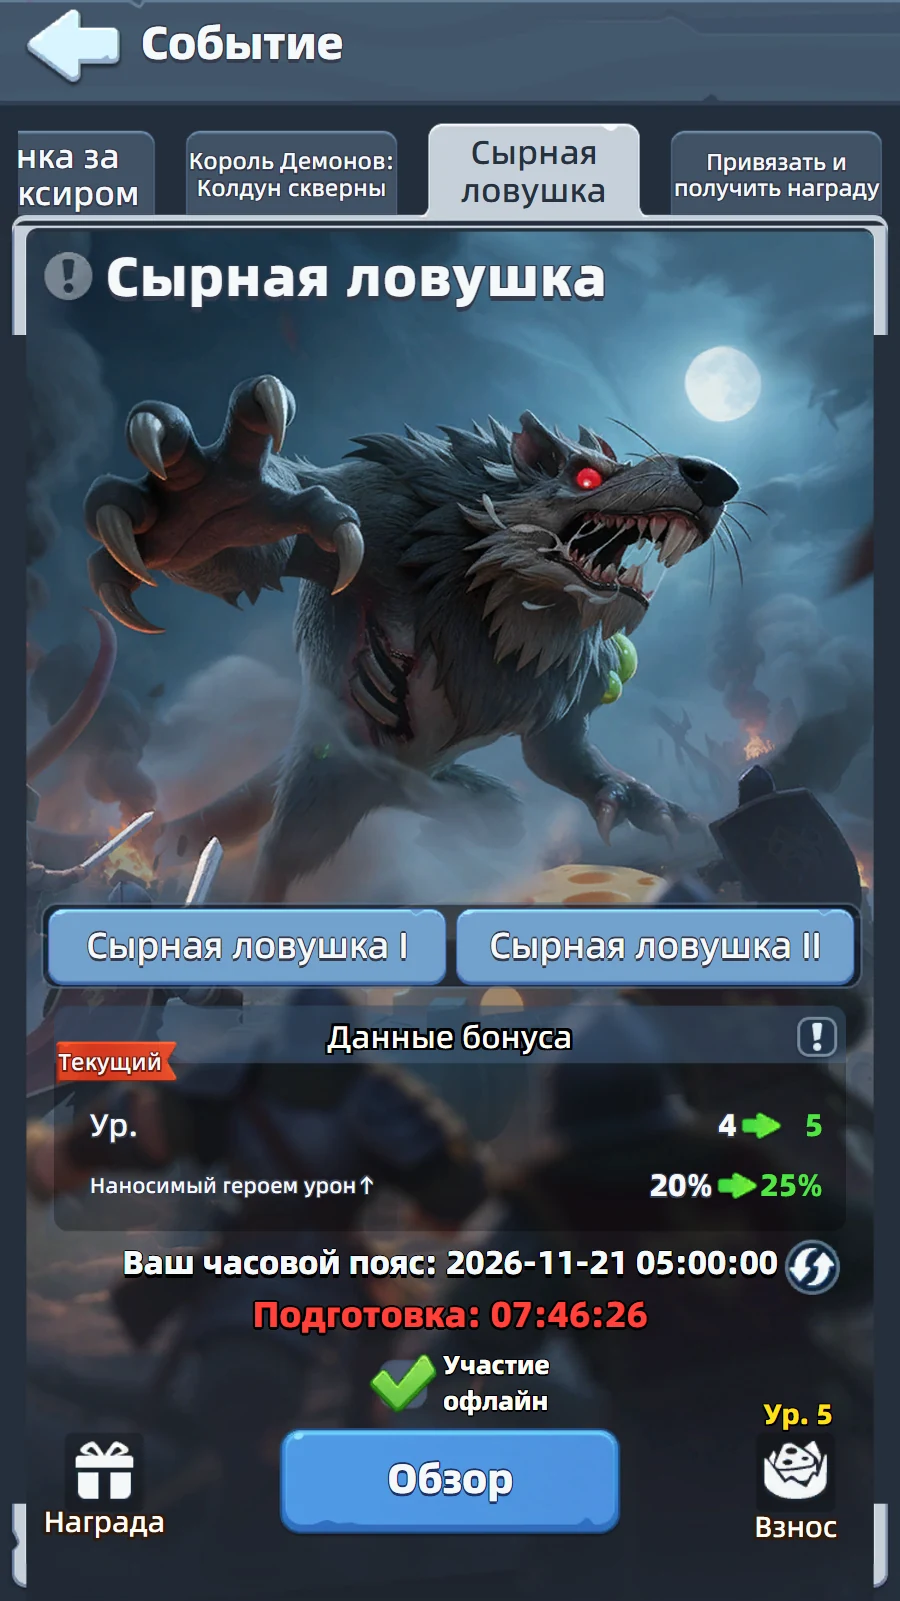 Событие
нка за
ксиром
Король Демонов:
Колдун скверны
Сырная
ловушка
Привязать и
получить награду
Сырная ловушка
Сырная ловушка I
Сырная ловушка II
Данные бонуса
Текущий
Ур.
4 5
Наносимый героем урон↑
20% 25%
Ваш часовой пояс: 2026-11-21 05:00:00
Подготовка: 07:46:26
Участие
офлайн
Ур. 5
Награда
Обзор
Взнос